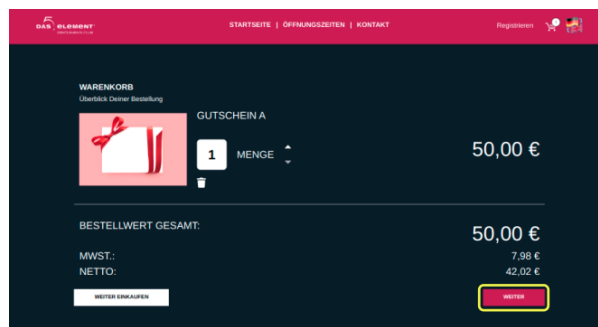 DAS 5. ELEMENT
STARTSEITE | ÖFFNUNGSZEITEN | KONTAKT
Registrieren
WARENKORB
Überblick Deiner Bestellung
GUTSCHEIN A
1 MENGE
50,00 €
BESTELLWERT GESAMT:
50,00 €
MWST.:
7,98 €
NETTO:
42,02 €
WEITER EINKAUFEN
WEITER